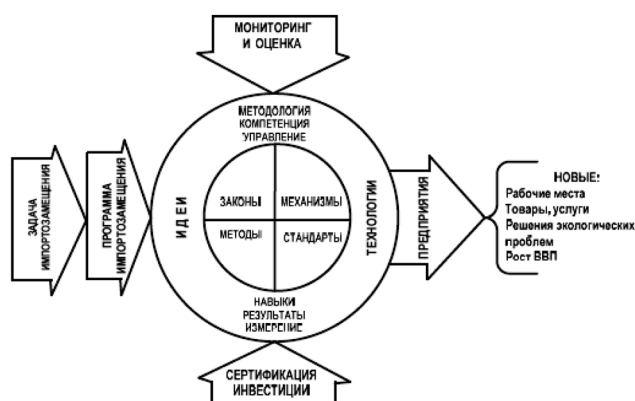 МОНИТОРИНГ
И ОЦЕНКА
МЕТОДОЛОГИЯ
КОМПЕТЕНЦИЯ
УПРАВЛЕНИЕ
ЗАДАЧА
ИМПОРТОЗАМЕЩЕНИЯ
ПРОГРАММА
ИМПОРТОЗАМЕЩЕНИЯ
ИДЕИ
ЗАКОНЫ
МЕХАНИЗМЫ
МЕТОДЫ
СТАНДАРТЫ
ТЕХНОЛОГИИ
ПРЕДПРИЯТИЯ
НОВЫЕ:
Рабочие места
Товары, услуги
Решения экологических
проблем
Рост ВВП
НАВЫКИ
РЕЗУЛЬТАТЫ
ИЗМЕРЕНИЕ
СЕРТИФИКАЦИЯ
ИНВЕСТИЦИИ